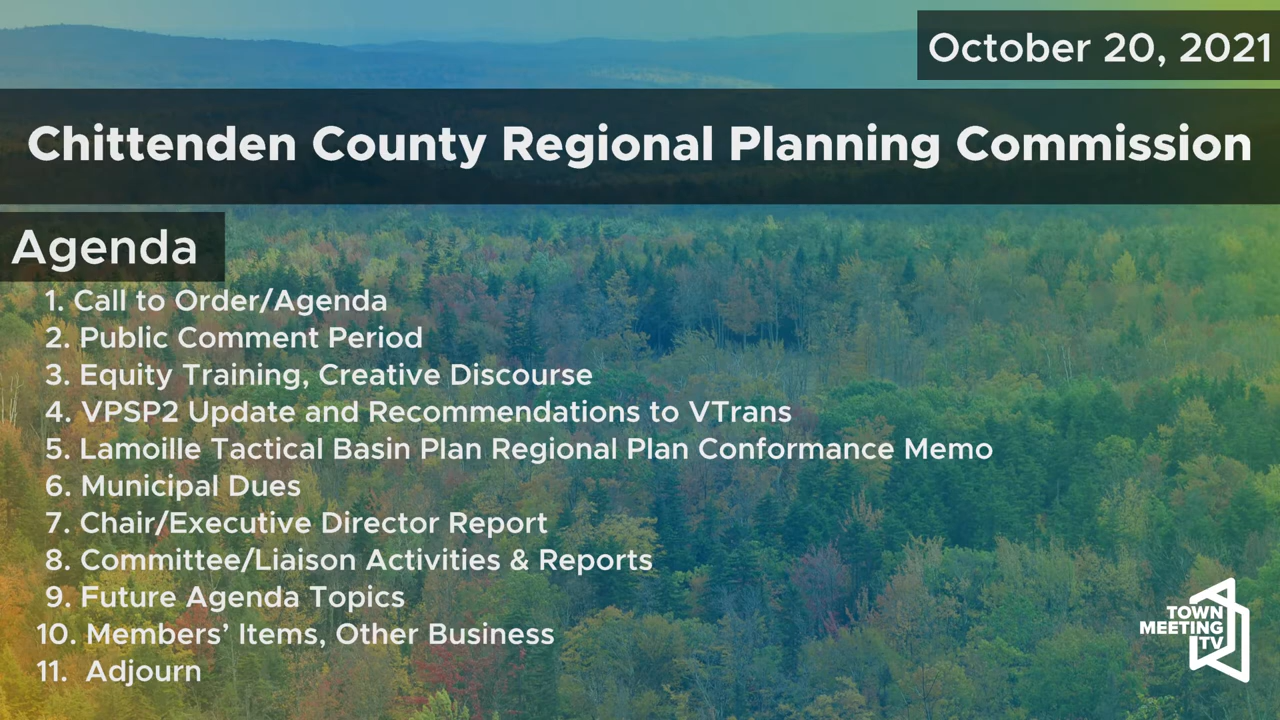 October 20, 2021
Chittenden County Regional Planning Commission
Agenda
1. Call to Order/Agenda
2. Public Comment Period
3. Equity Training, Creative Discourse
4. VPSP2 Update and Recommendations to VTrans
5. Lamoille Tactical Basin Plan Regional Plan Conformance Memo
6. Municipal Dues
7. Chair/Executive Director Report
8. Committee/Liaison Activities & Reports
9. Future Agenda Topics
10. Members’ Items, Other Business
11. Adjourn
TOWN
MEETING
TV